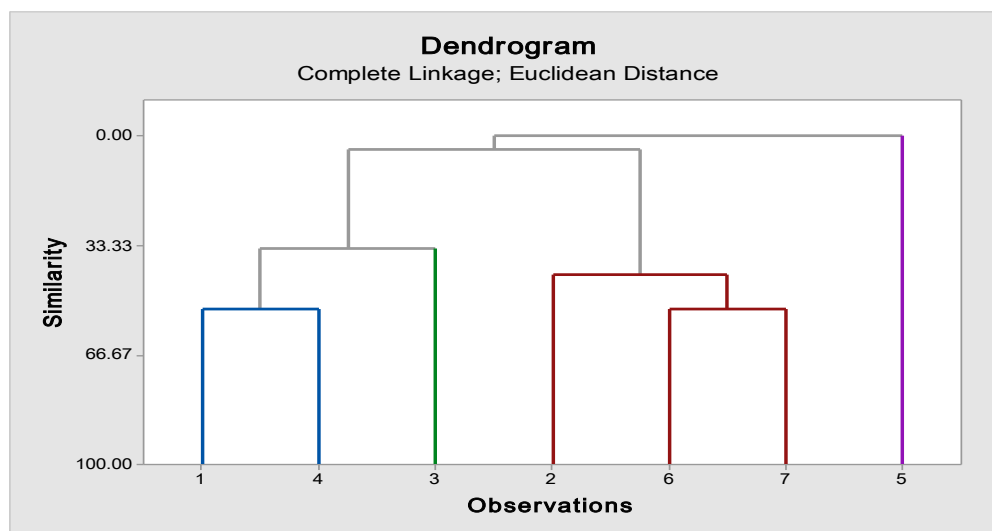 Dendrogram
Complete Linkage; Euclidean Distance
Similarity
0.00
33.33
66.67
100.00
1 4 3 2 6 7 5
Observations